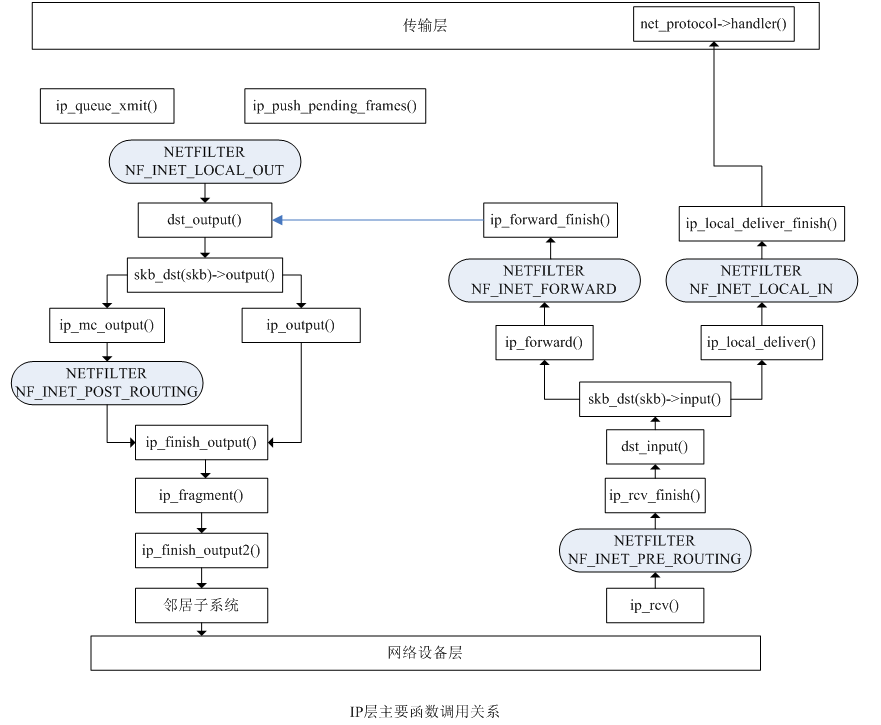 传输层
net_protocol->handler()
ip_queue_xmit()
ip_push_pending_frames()
NETFILTER
NF_INET_LOCAL_OUT
dst_output()
ip_forward_finish()
ip_local_deliver_finish()
skb_dst(skb)->output()
NETFILTER
NF_INET_FORWARD
NETFILTER
NF_INET_LOCAL_IN
ip_mc_output()
ip_output()
ip_forward()
ip_local_deliver()
NETFILTER
NF_INET_POST_ROUTING
skb_dst(skb)->input()
ip_finish_output()
dst_input()
ip_fragment()
ip_rcv_finish()
ip_finish_output2()
NETFILTER
NF_INET_PRE_ROUTING
邻居子系统
ip_rcv()
网络设备层
IP层主要函数调用关系